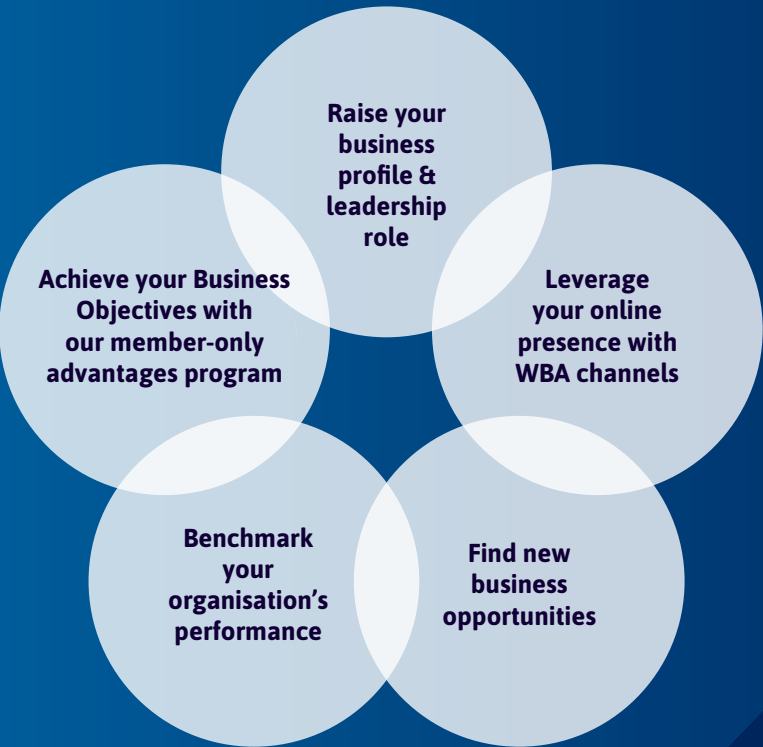 Raise your
business
profile &
leadership
role
Achieve your Business
Objectives with
our member-only
advantages program
Leverage
your online
presence with
WBA channels
Benchmark
your
organisation’s
performance
Find new
business
opportunities